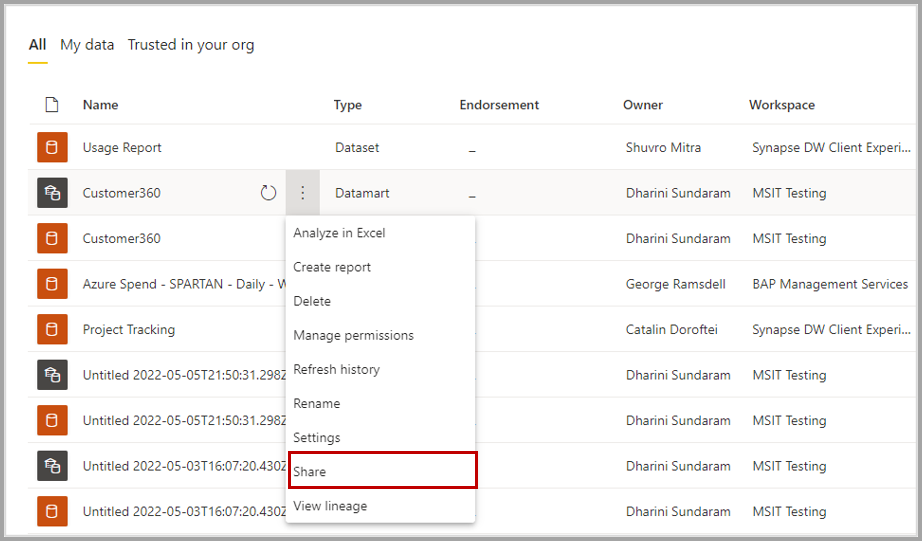 All My data Trusted in your org
Name Type Endorsement Owner Workspace
Usage Report Dataset – Shuvro Mitra Synapse DW Client Experi...
Customer360 Datamart – Dharini Sundaram MSIT Testing
Analyze in Excel
Create report
Delete
Manage permissions
Refresh history
Rename
Settings
Share
View lineage
Customer360 Dharini Sundaram MSIT Testing
Azure Spend - SPARTAN - Daily - W George Ramsdell BAP Management Services
Project Tracking Catalin Doroftei Synapse DW Client Experi...
Untitled 2022-05-05T21:50:31.298Z Dharini Sundaram MSIT Testing
Untitled 2022-05-05T21:50:31.298Z Dharini Sundaram MSIT Testing
Untitled 2022-05-03T16:07:20.430Z Dharini Sundaram MSIT Testing
Untitled 2022-05-03T16:07:20.430Z Dharini Sundaram MSIT Testing